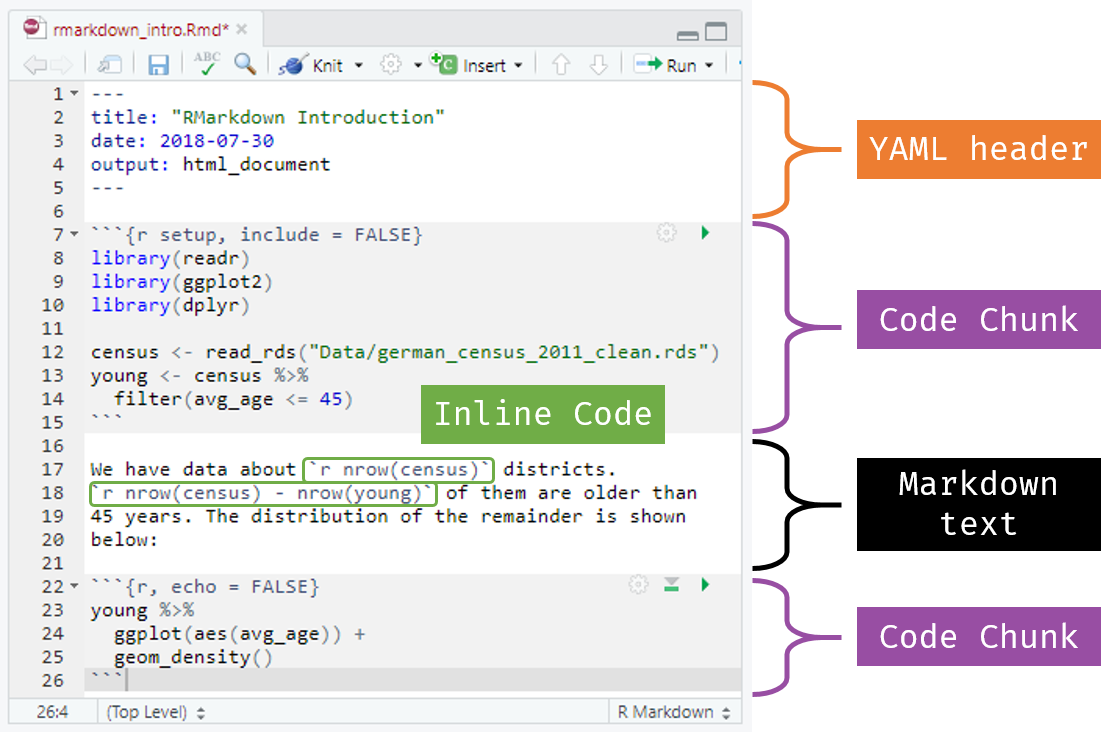 rmarkdown_intro.Rmd*
ABC Knit Insert Run
1 ---
2 title: "RMarkdown Introduction"
3 date: 2018-07-30
4 output: html_document
5 ---
6
YAML header
7 ```{r setup, include = FALSE}
8 library(readr)
9 library(ggplot2)
10 library(dplyr)
11
12 census <- read_rds("Data/german_census_2011_clean.rds")
13 young <- census %>%
14   filter(avg_age <= 45)
15 ```
Code Chunk
Inline Code
16
17 We have data about `r nrow(census)` districts.
18 `r nrow(census) - nrow(young)` of them are older than
19 45 years. The distribution of the remainder is shown
20 below:
21
Markdown
text
22 ```{r, echo = FALSE}
23 young %>%
24   ggplot(aes(avg_age)) +
25   geom_density()
26 ```
Code Chunk
26:4 (Top Level) R Markdown